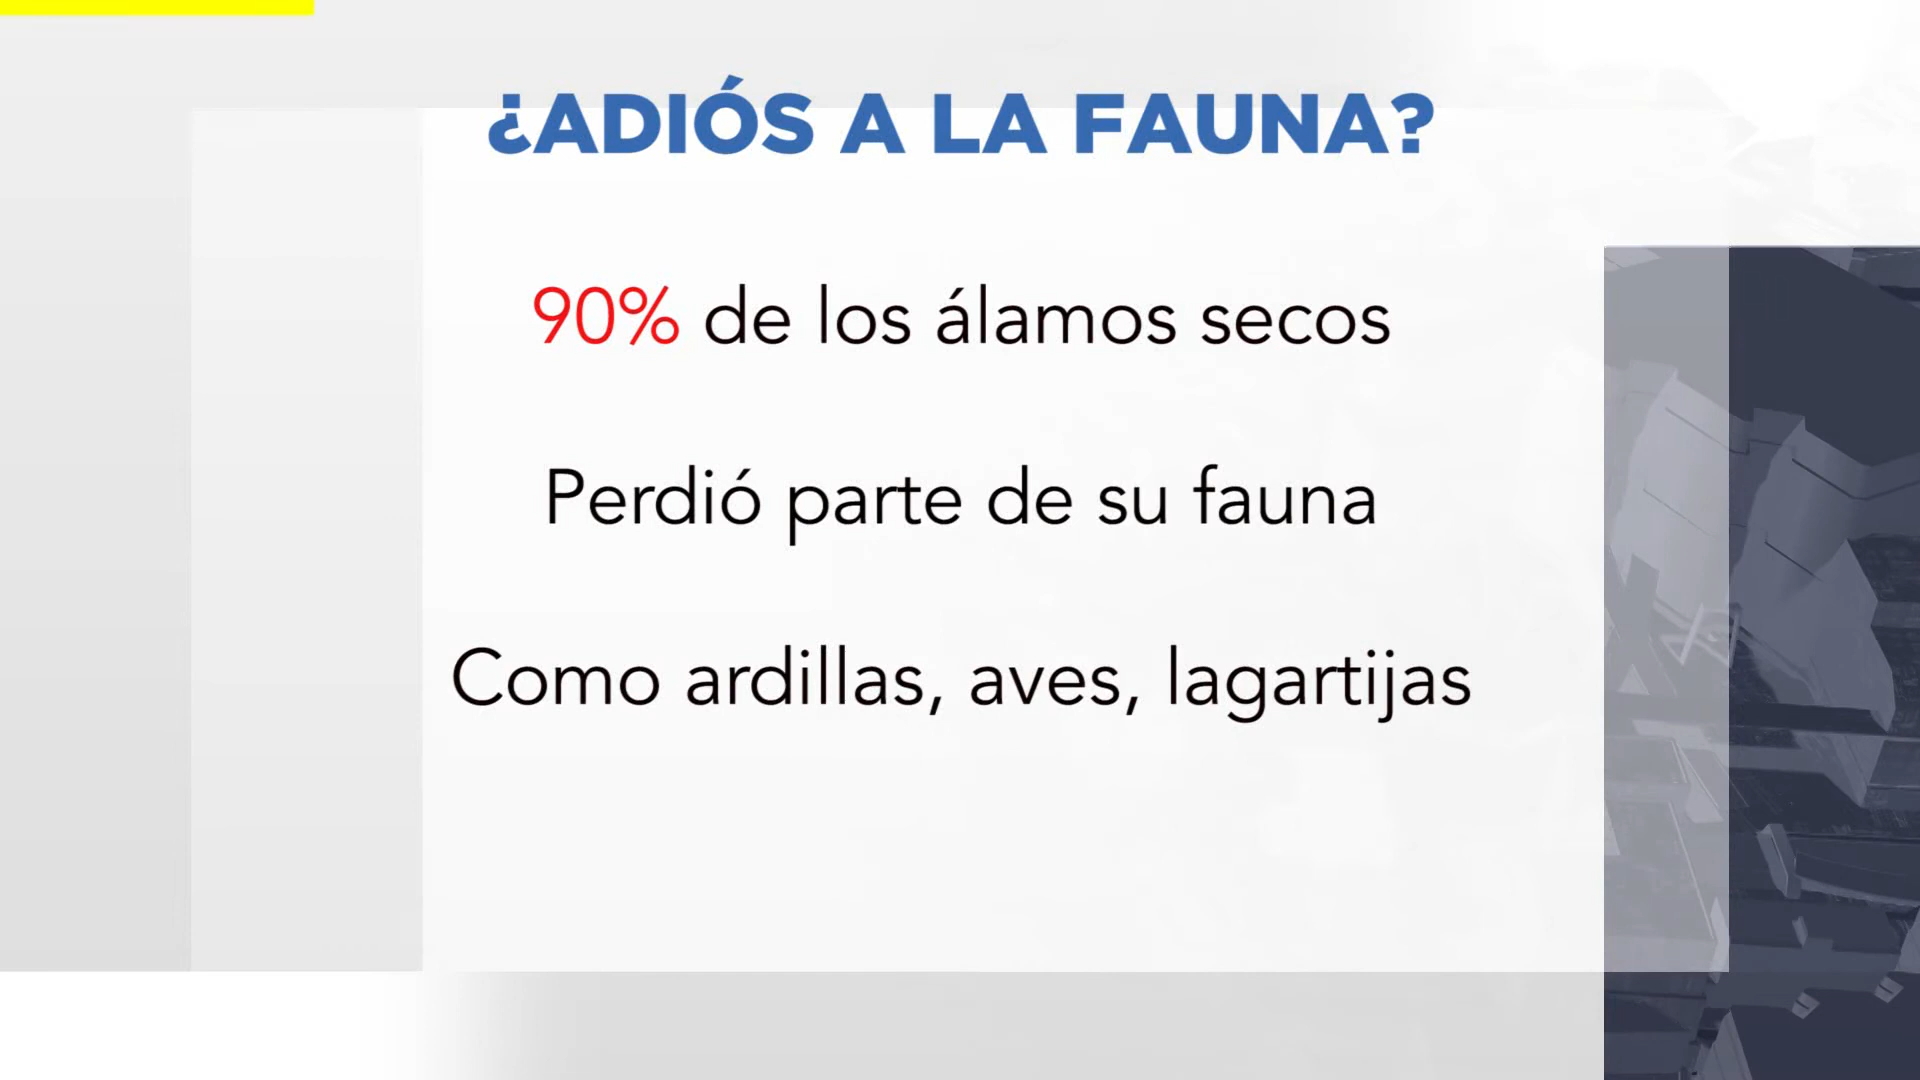 ¿ADIÓS A LA FAUNA?
90% de los álamos secos
Perdió parte de su fauna
Como ardillas, aves, lagartijas